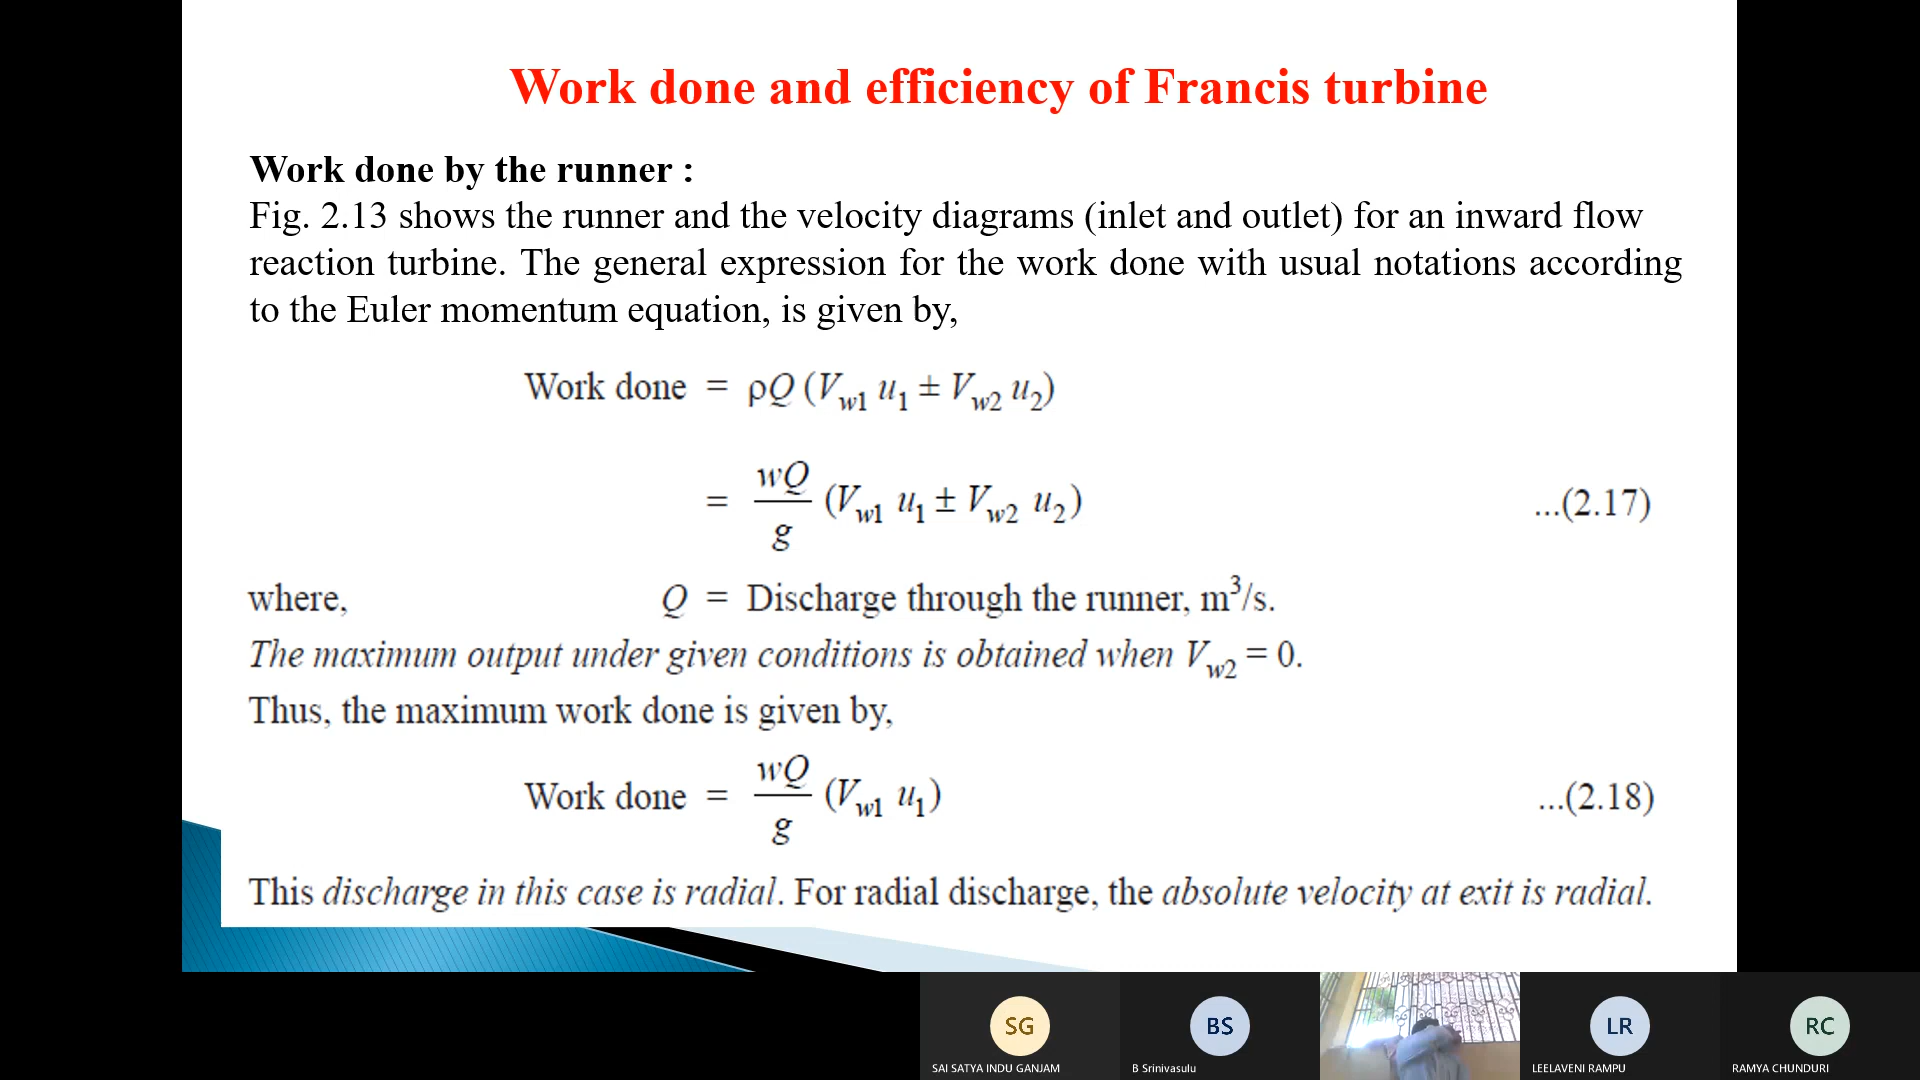 Work done and efficiency of Francis turbine
Work done by the runner :
Fig. 2.13 shows the runner and the velocity diagrams (inlet and outlet) for an inward flow
reaction turbine. The general expression for the work done with usual notations according
to the Euler momentum equation, is given by,
Work done = ρQ (V_w1 u_1 ± V_w2 u_2)
= wQ/g (V_w1 u_1 ± V_w2 u_2) ...(2.17)
where, Q = Discharge through the runner, m³/s.
The maximum output under given conditions is obtained when V_w2 = 0.
Thus, the maximum work done is given by,
Work done = wQ/g (V_w1 u_1) ...(2.18)
This discharge in this case is radial. For radial discharge, the absolute velocity at exit is radial.
SG BS LR RC
SAI SATYA INDU GANJAM B Srinivasulu LEELAVENI RAMPU RAMYA CHUNDURI